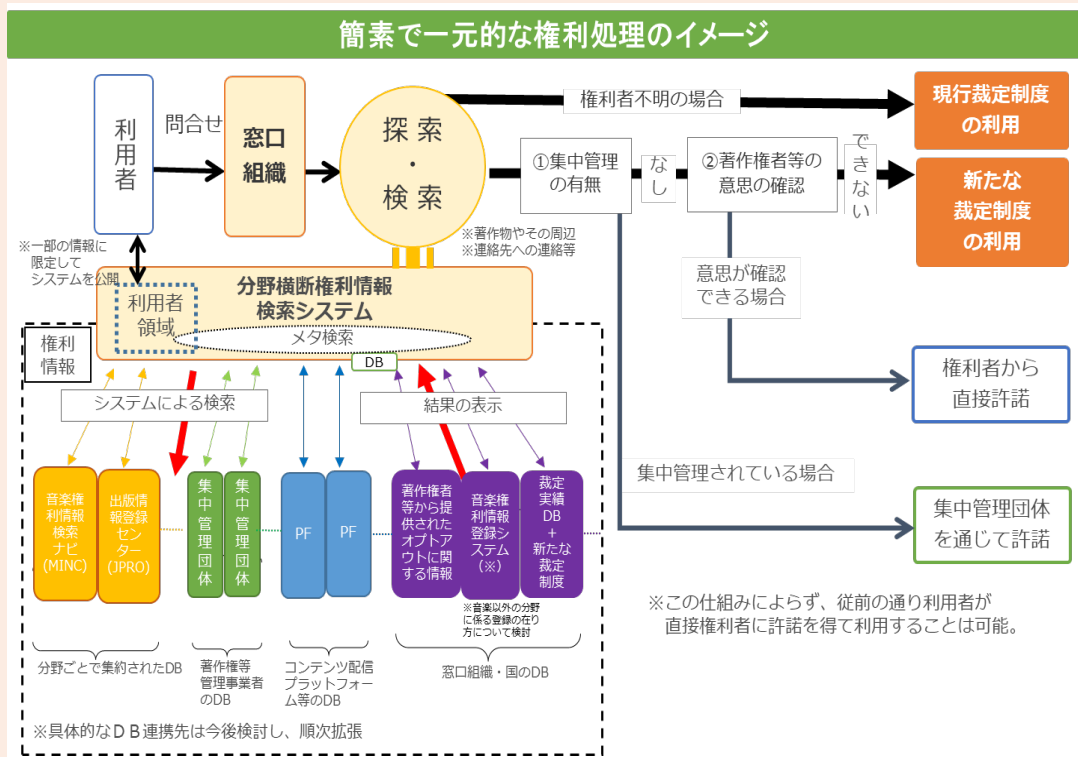 簡素で一元的な権利処理のイメージ
利用者
問合せ
窓口
組織
探索
・
検索
権利者不明の場合
現行裁定制度
の利用
①集中管理
の有無
なし
②著作権者等の
意思の確認
できない
新たな
裁定制度
の利用
※著作物やその周辺
※連絡先への連絡等
※一部の情報に
限定して
システムを公開
意思が確認
できる場合
分野横断権利情報
検索システム
利用者
領域
メタ検索
DB
権利
情報
システムによる検索
結果の表示
権利者から
直接許諾
集中管理されている場合
集中管理団体
を通じて許諾
音楽権
利情報
検索
ナビ
(MINC)
出版情
報登録
セン
ター
(JPRO)
集中管理団体
集中管理団体
PF
PF
著作権者
等から提
供された
オプトア
ウトに関
する情報
音楽権
利情報
登録シ
ステム
(※)
裁定
実績
DB
+
新たな
裁定
制度
※音楽以外の分野
に係る登録の在り
方について検討
※この仕組みによらず、従前の通り利用者が
直接権利者に許諾を得て利用することは可能。
分野ごとで集約されたDB
著作権等
管理事業者
のDB
コンテンツ配信
プラットフォー
ム等のDB
窓口組織・国のDB
※具体的なＤＢ連携先は今後検討し、順次拡張